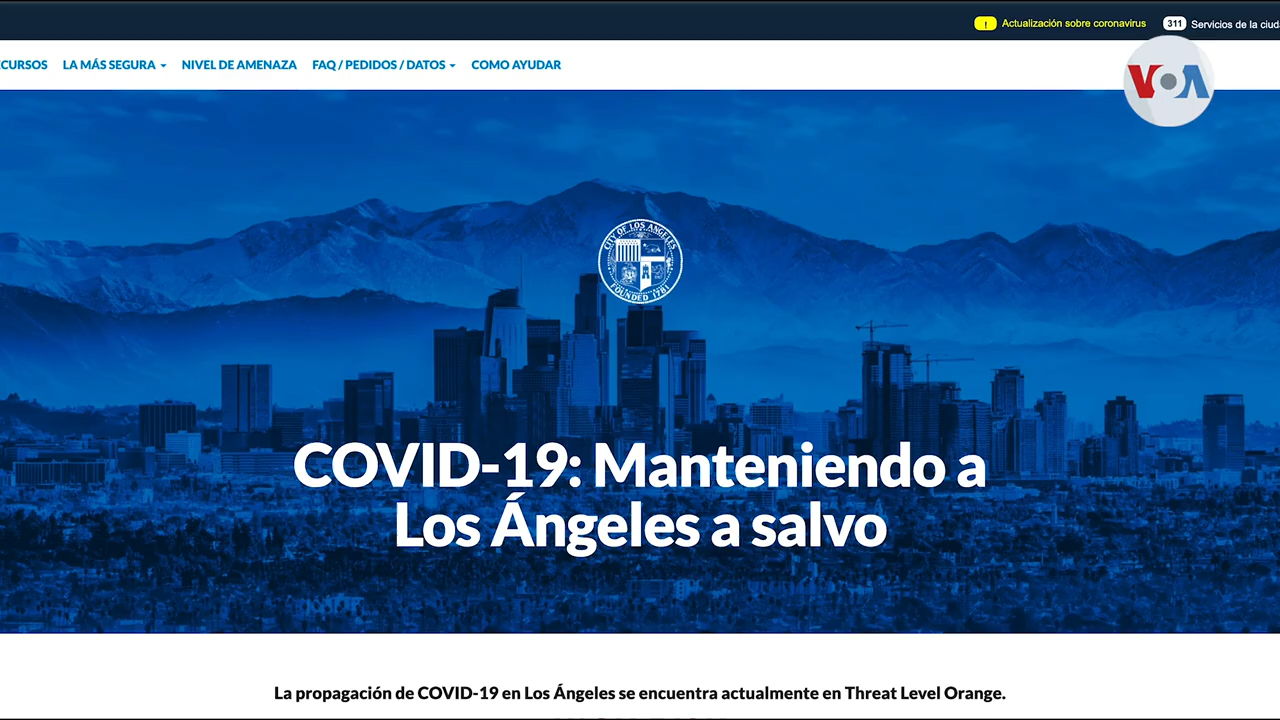 ! Actualización sobre coronavirus 311 Servicios de la
CURSOS LA MÁS SEGURA NIVEL DE AMENAZA FAQ / PEDIDOS / DATOS COMO AYUDAR
VOA
CITY OF LOS ANGELES
FOUNDED 1781
COVID-19: Manteniendo a
Los Ángeles a salvo
La propagación de COVID-19 en Los Ángeles se encuentra actualmente en Threat Level Orange.